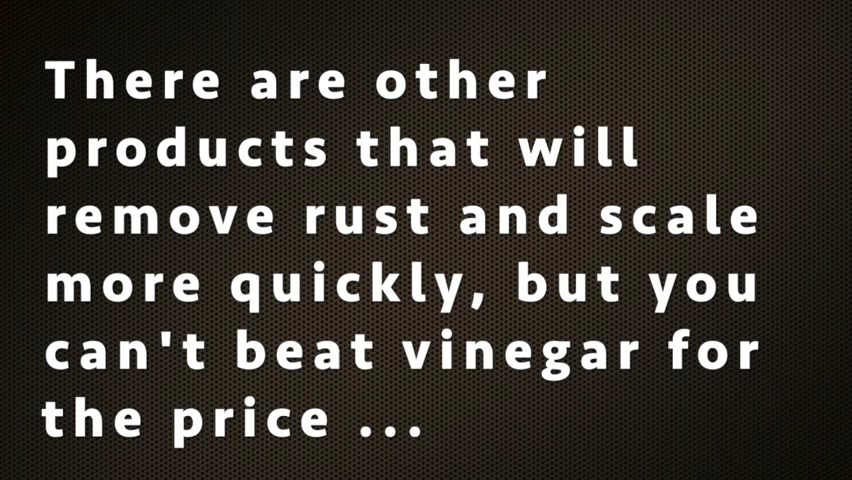 There are other
products that will
remove rust and scale
more quickly, but you
can't beat vinegar for
the price ...